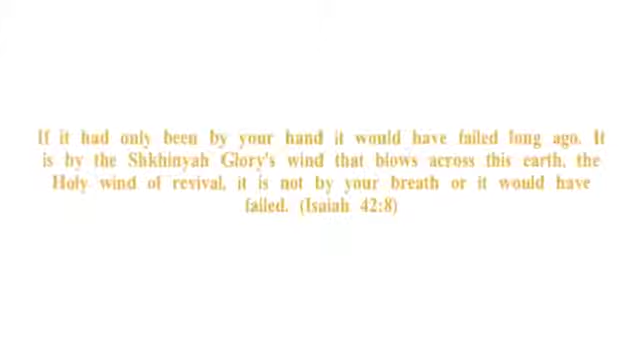 If it had only been by your hand it would have failed long ago. It
is by the Shkhinyah Glory's wind that blows across this earth, the
Holy wind of revival, it is not by your breath or it would have
failed. (Isaiah 42:8)